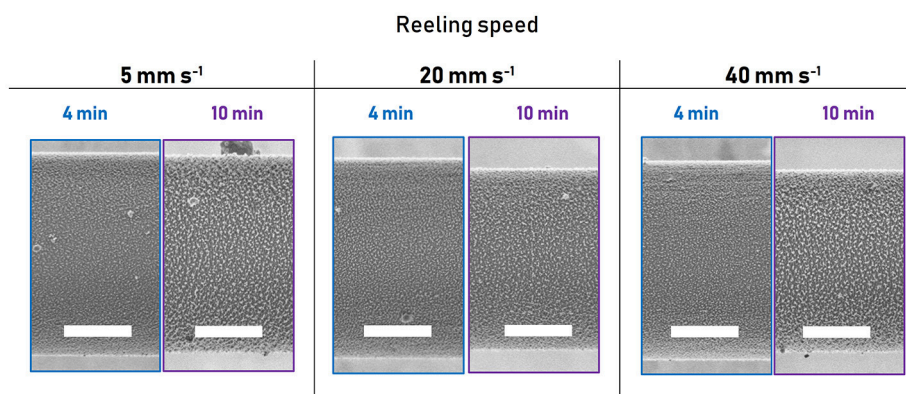 Reeling speed
5 mm s⁻¹ 20 mm s⁻¹ 40 mm s⁻¹
4 min 10 min 4 min 10 min 4 min 10 min